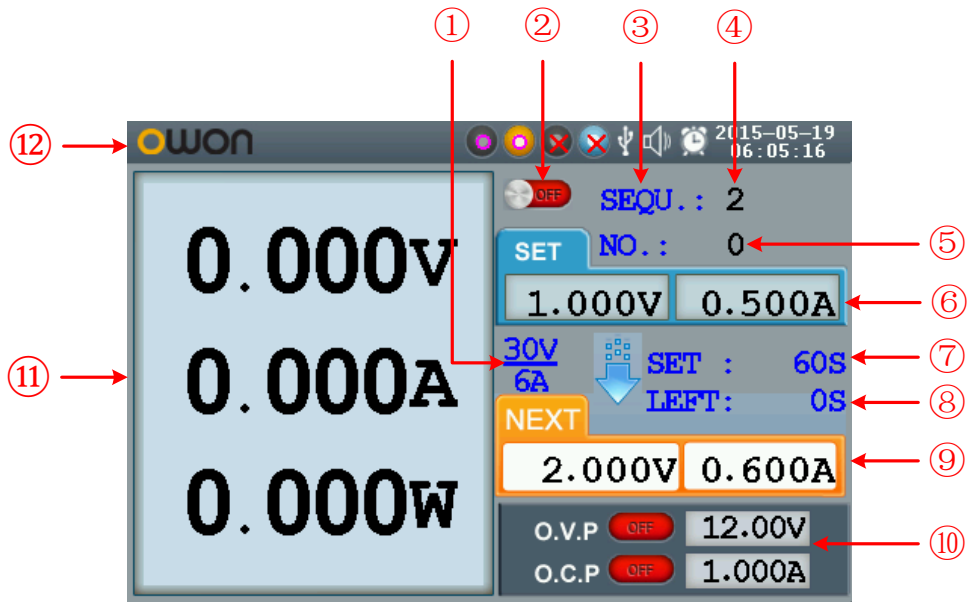 ① ② ③ ④
⑫ owon 2015-05-19
06:05:16
OFF SEQU.: 2
SET NO.: 0 ⑤
0.000V
1.000V 0.500A ⑥
30V SET : 60S ⑦
6A LEFT: 0S ⑧
⑪ 0.000A
NEXT
2.000V 0.600A ⑨
0.000W
O.V.P OFF 12.00V ⑩
O.C.P OFF 1.000A